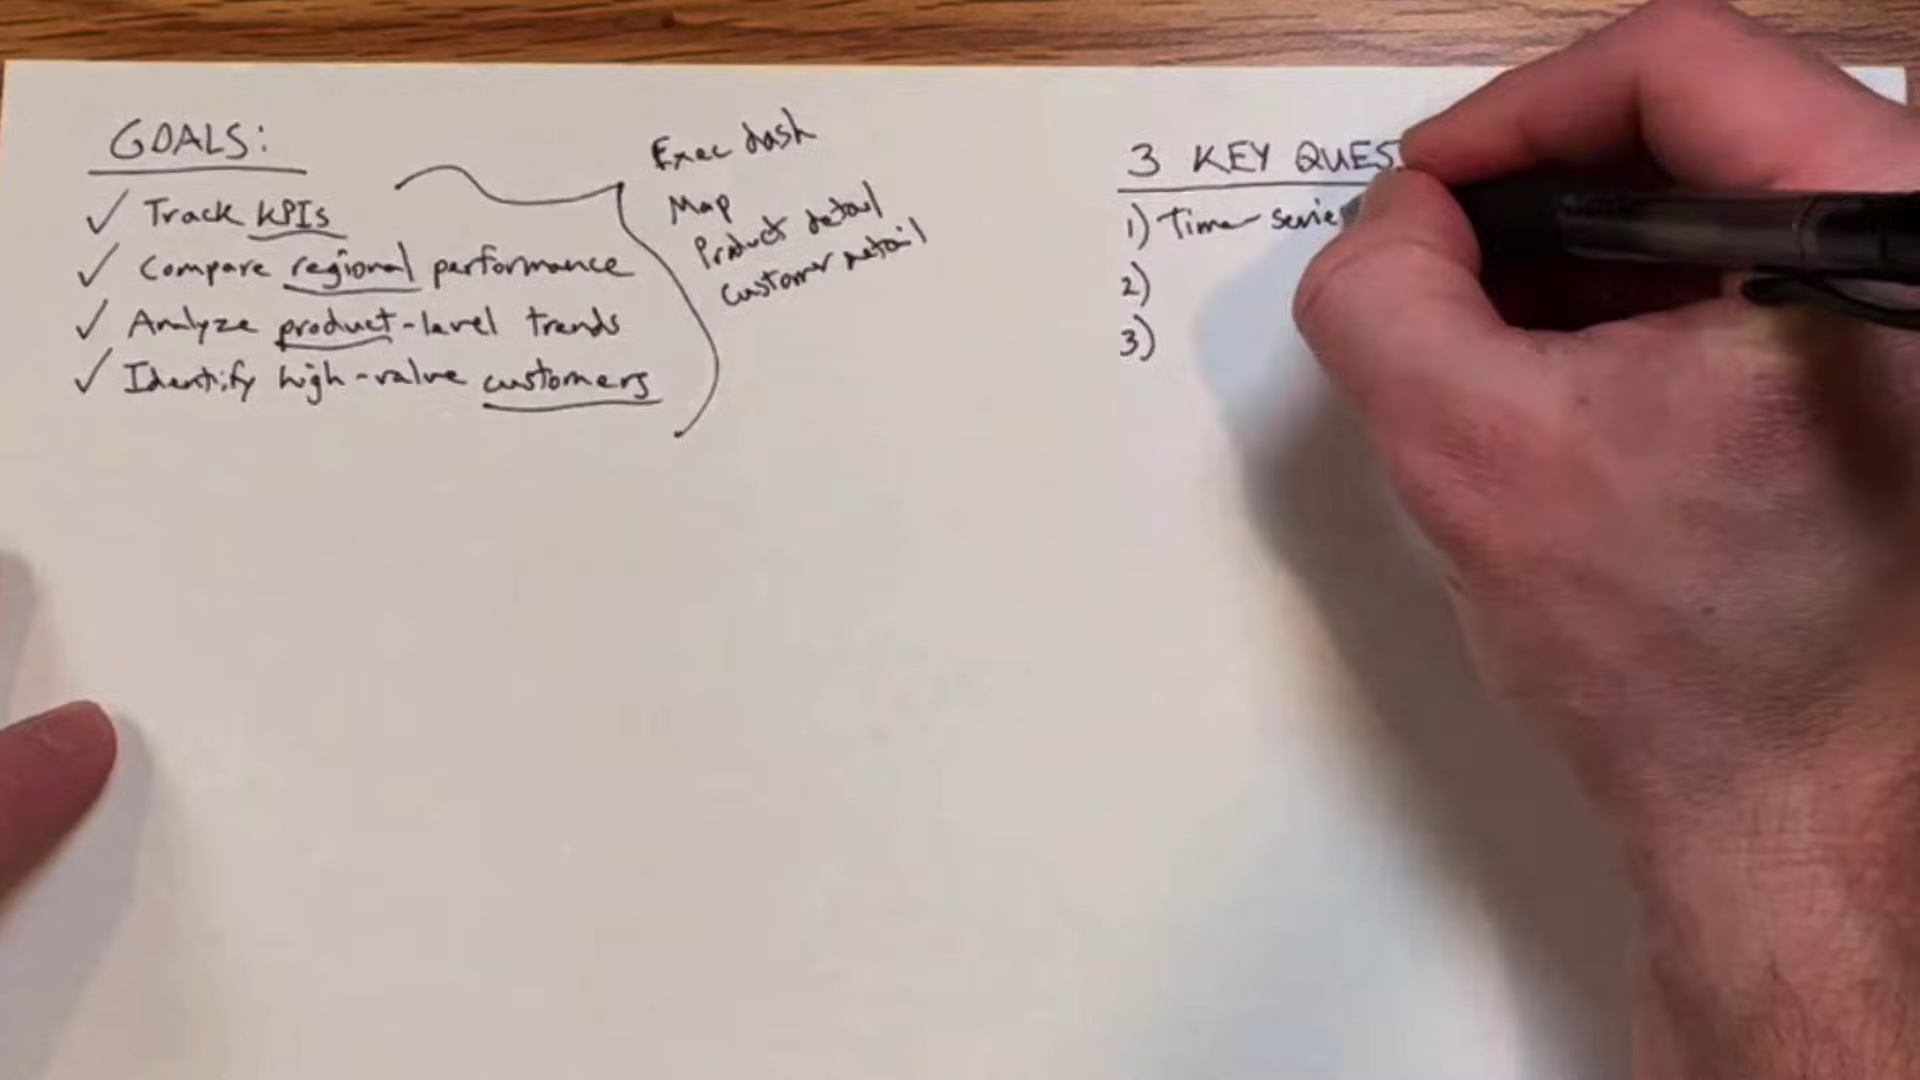 GOALS:
✓ Track KPIs
✓ Compare regional performance
✓ Analyze product-level trends
✓ Identify high-value customers
Exec dash
Map
Product detail
Customer detail
3 KEY QUES
1) Time-serie
2)
3)